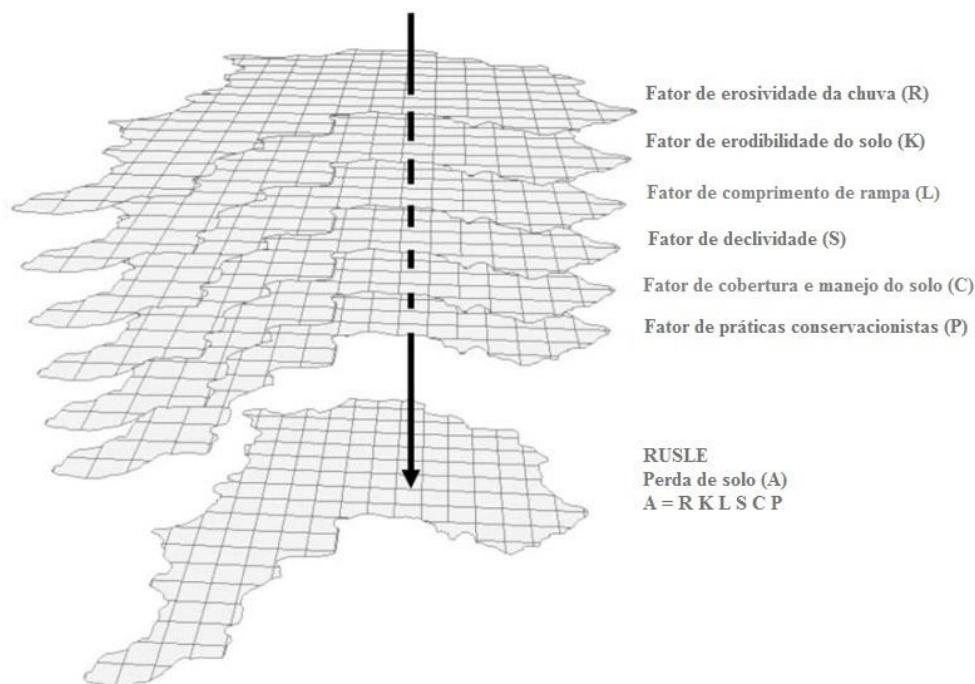 Fator de erosividade da chuva (R)
Fator de erodibilidade do solo (K)
Fator de comprimento de rampa (L)
Fator de declividade (S)
Fator de cobertura e manejo do solo (C)
Fator de práticas conservacionistas (P)
RUSLE
Perda de solo (A)
A = R K L S C P